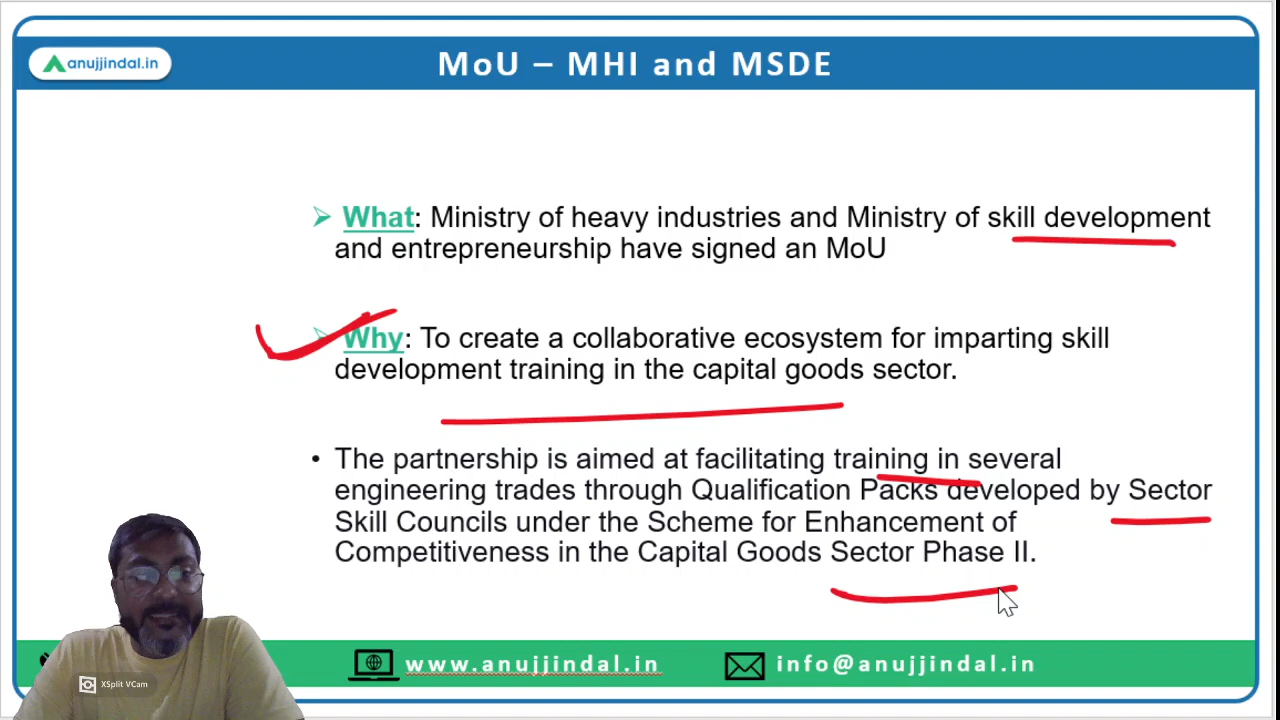 anujjindal.in
MoU – MHI and MSDE
What: Ministry of heavy industries and Ministry of skill development
and entrepreneurship have signed an MoU
Why: To create a collaborative ecosystem for imparting skill
development training in the capital goods sector.
• The partnership is aimed at facilitating training in several
engineering trades through Qualification Packs developed by Sector
Skill Councils under the Scheme for Enhancement of
Competitiveness in the Capital Goods Sector Phase II.
www.anujjindal.in
info@anujjindal.in
XSplit VCam